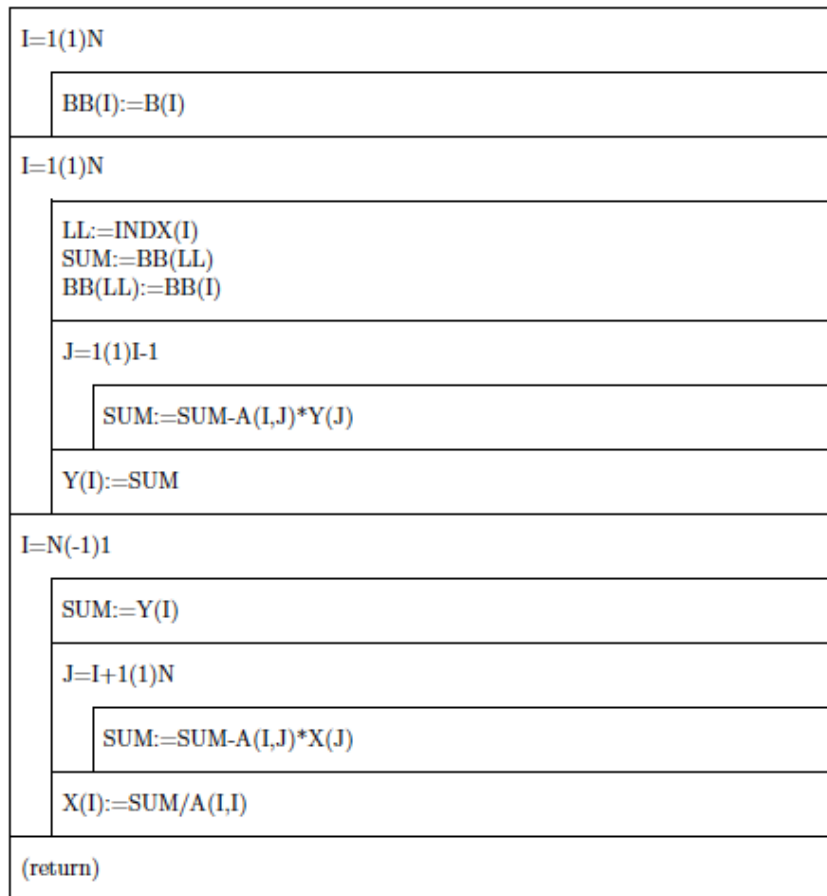 I=1(1)N
BB(I):=B(I)
I=1(1)N
LL:=INDX(I)
SUM:=BB(LL)
BB(LL):=BB(I)
J=1(1)I-1
SUM:=SUM-A(I,J)*Y(J)
Y(I):=SUM
I=N(-1)1
SUM:=Y(I)
J=I+1(1)N
SUM:=SUM-A(I,J)*X(J)
X(I):=SUM/A(I,I)
(return)